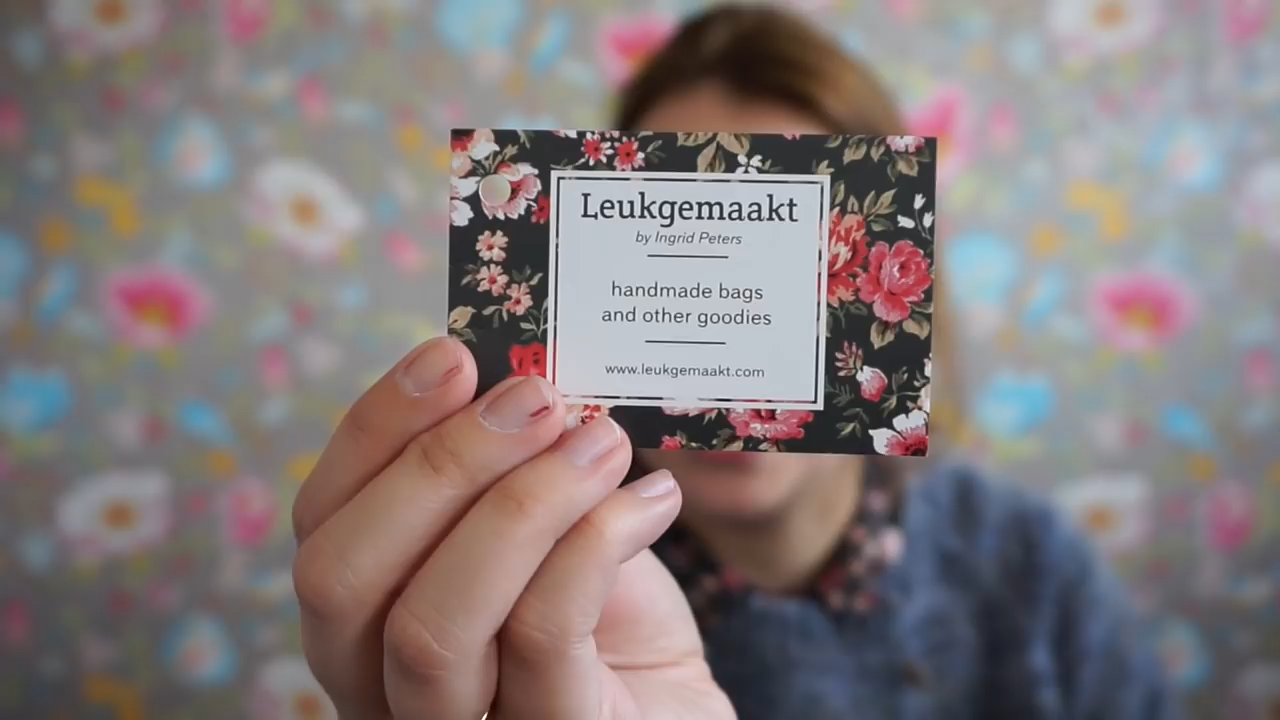 Leukgemaakt
by Ingrid Peters
handmade bags
and other goodies
www.leukgemaakt.com